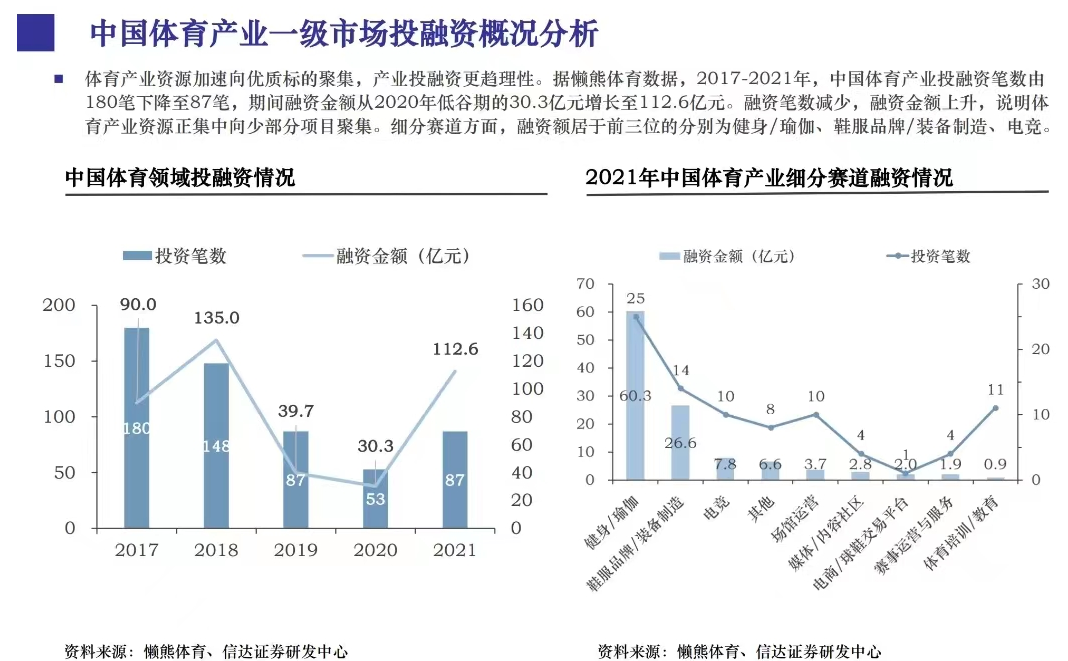 中国体育产业一级市场投融资概况分析
体育产业资源加速向优质标的聚集，产业投融资更趋理性。据懒熊体育数据，2017-2021年，中国体育产业投融资笔数由
180笔下降至87笔，期间融资金额从2020年低谷期的30.3亿元增长至112.6亿元。融资笔数减少，融资金额上升，说明体
育产业资源正集中向少部分项目聚集。细分赛道方面，融资额居于前三位的分别为健身/瑜伽、鞋服品牌/装备制造、电竞。
中国体育领域投融资情况
投资笔数 融资金额（亿元）
200 160
150 140
100 120
50 100
0 80
60
40
20
0
90.0 135.0 39.7 30.3 112.6
180 148 87 53 87
2017 2018 2019 2020 2021
资料来源：懒熊体育、信达证券研发中心
2021年中国体育产业细分赛道融资情况
融资金额（亿元） 投资笔数
70 30
60 20
50 10
40 0
30
20
10
0
25 14 10 8 10 4 1 4 11
60.3 26.6 7.8 6.6 3.7 2.8 2.0 1.9 0.9
健身/瑜伽
鞋服品牌/装备制造
电竞
其他
场馆运营
媒体/内容社区
电商/球鞋交易平台
赛事运营与服务
体育培训/教育
资料来源：懒熊体育、信达证券研发中心